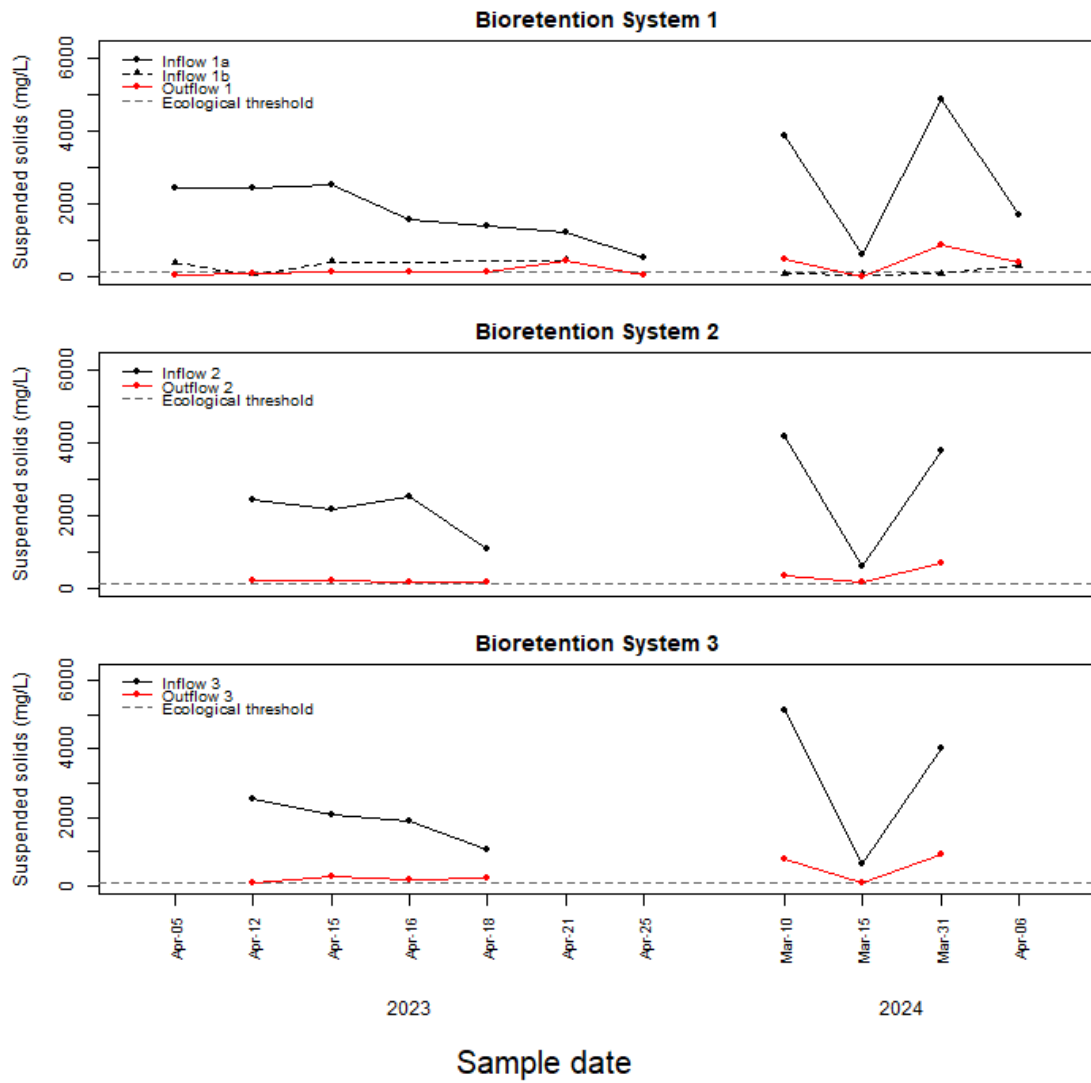 Bioretention System 1
Suspended solids (mg/L)
6000
4000
2000
0
Inflow 1a
Inflow 1b
Outflow 1
Ecological threshold
Bioretention System 2
Suspended solids (mg/L)
6000
4000
2000
0
Inflow 2
Outflow 2
Ecological threshold
Bioretention System 3
Suspended solids (mg/L)
6000
4000
2000
0
Inflow 3
Outflow 3
Ecological threshold
Apr-05 Apr-12 Apr-15 Apr-16 Apr-18 Apr-21 Apr-25 Mar-10 Mar-15 Mar-31 Apr-06
2023 2024
Sample date